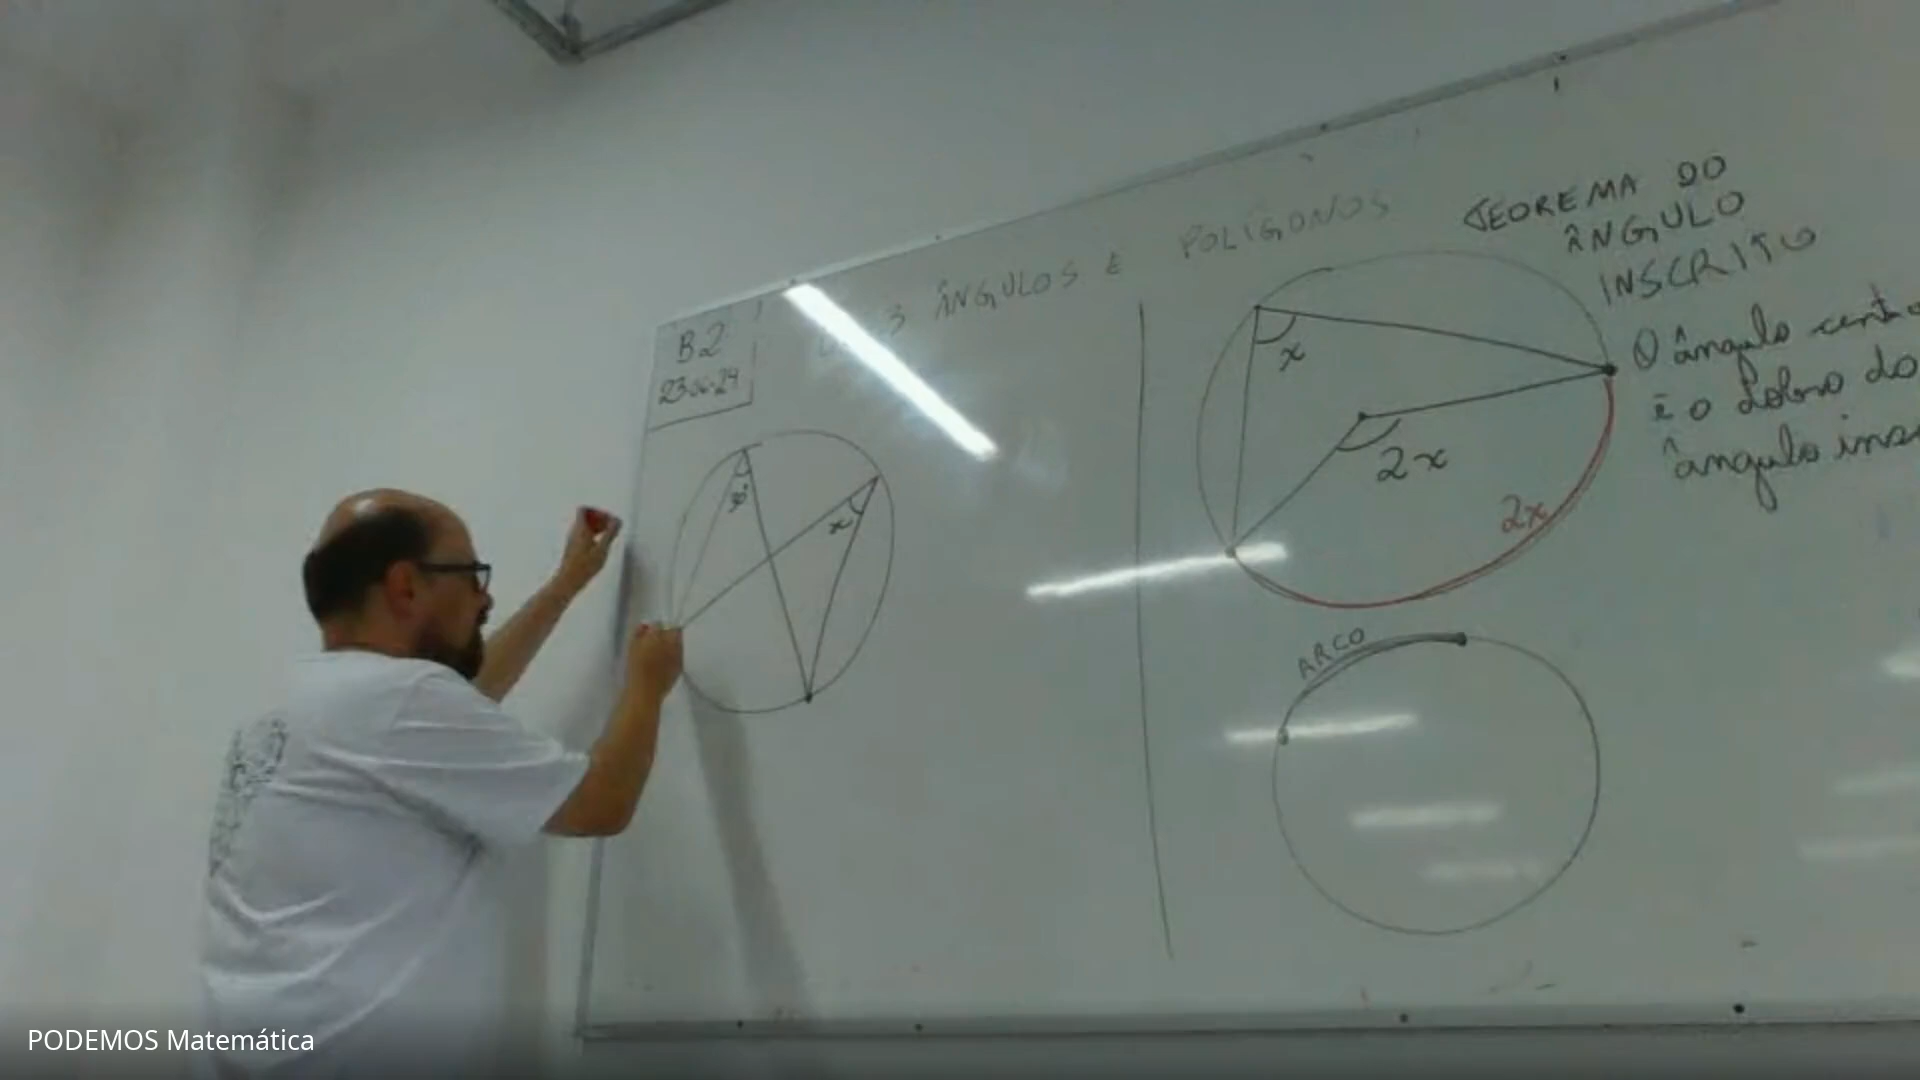 B2
23.06.24
3 ÂNGULOS E POLÍGONOS
30°
x
TEOREMA DO
ÂNGULO
INSCRITO
O ângulo
é o dobro do
ângulo
x
2x
2x
ARCO
PODEMOS Matemática